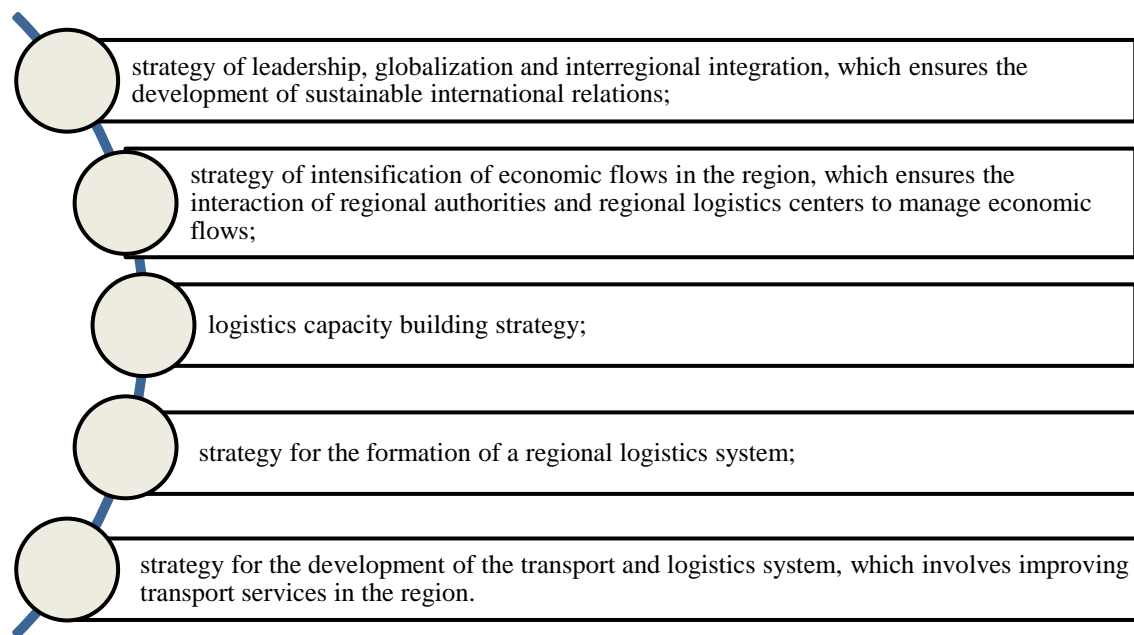 strategy of leadership, globalization and interregional integration, which ensures the
development of sustainable international relations;
strategy of intensification of economic flows in the region, which ensures the
interaction of regional authorities and regional logistics centers to manage economic
flows;
logistics capacity building strategy;
strategy for the formation of a regional logistics system;
strategy for the development of the transport and logistics system, which involves improving
transport services in the region.